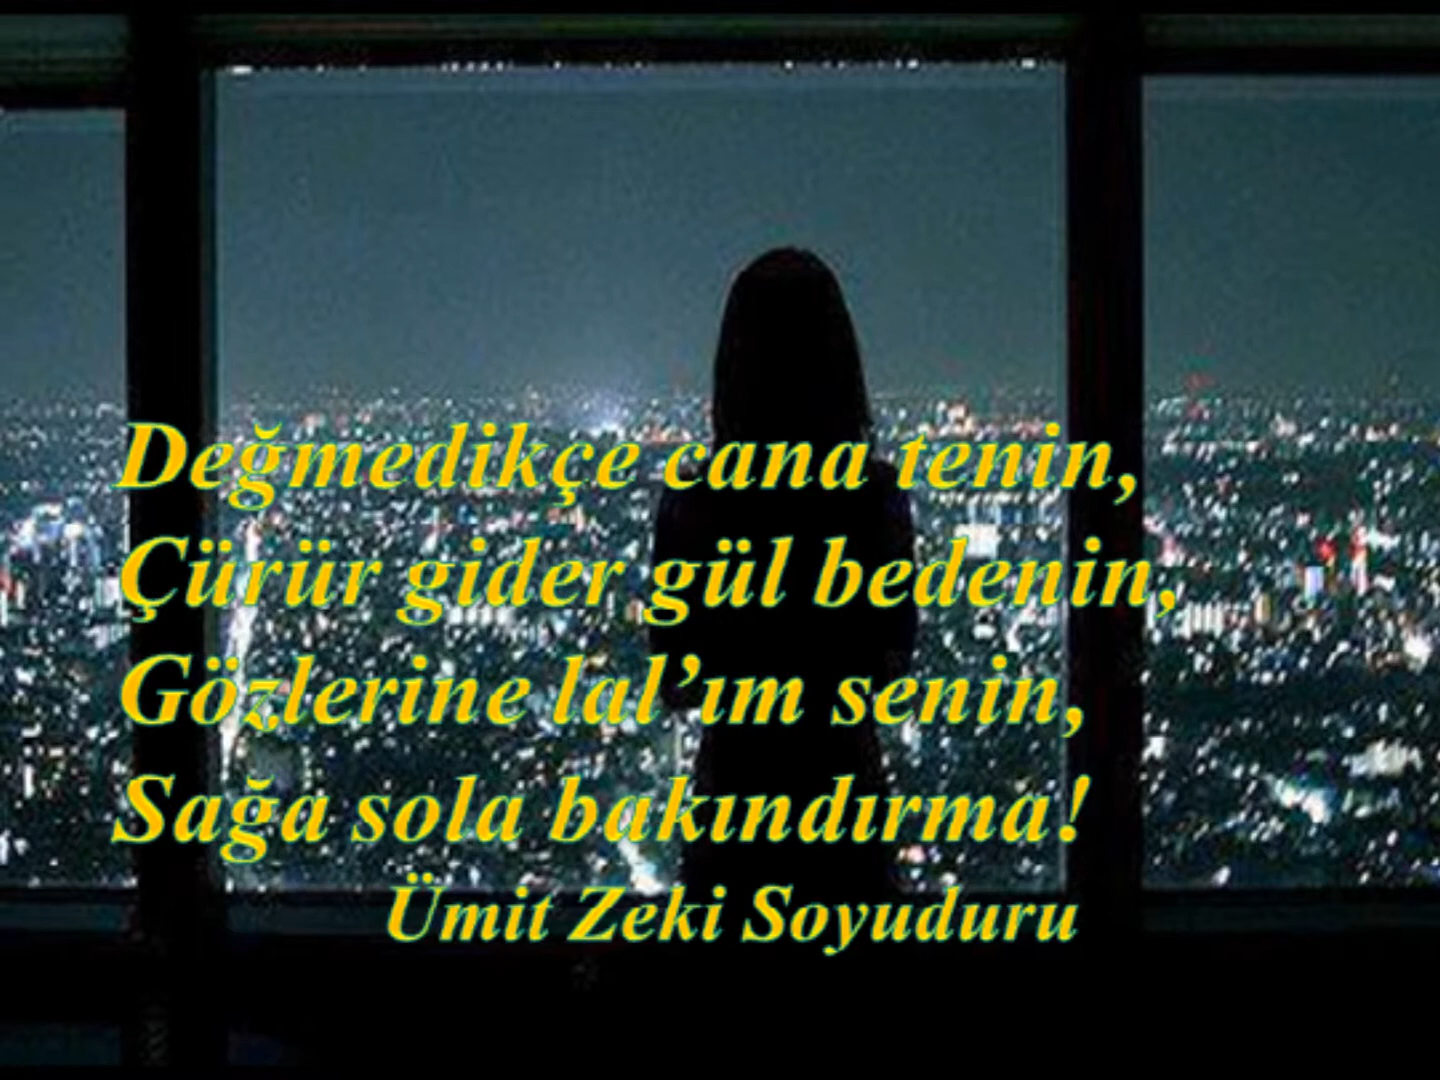 Değmedikçe cana tenin,
Çürür gider gül bedenin,
Gözlerine lal’ım senin,
Sağa sola bakındırma!
Ümit Zeki Soyuduru